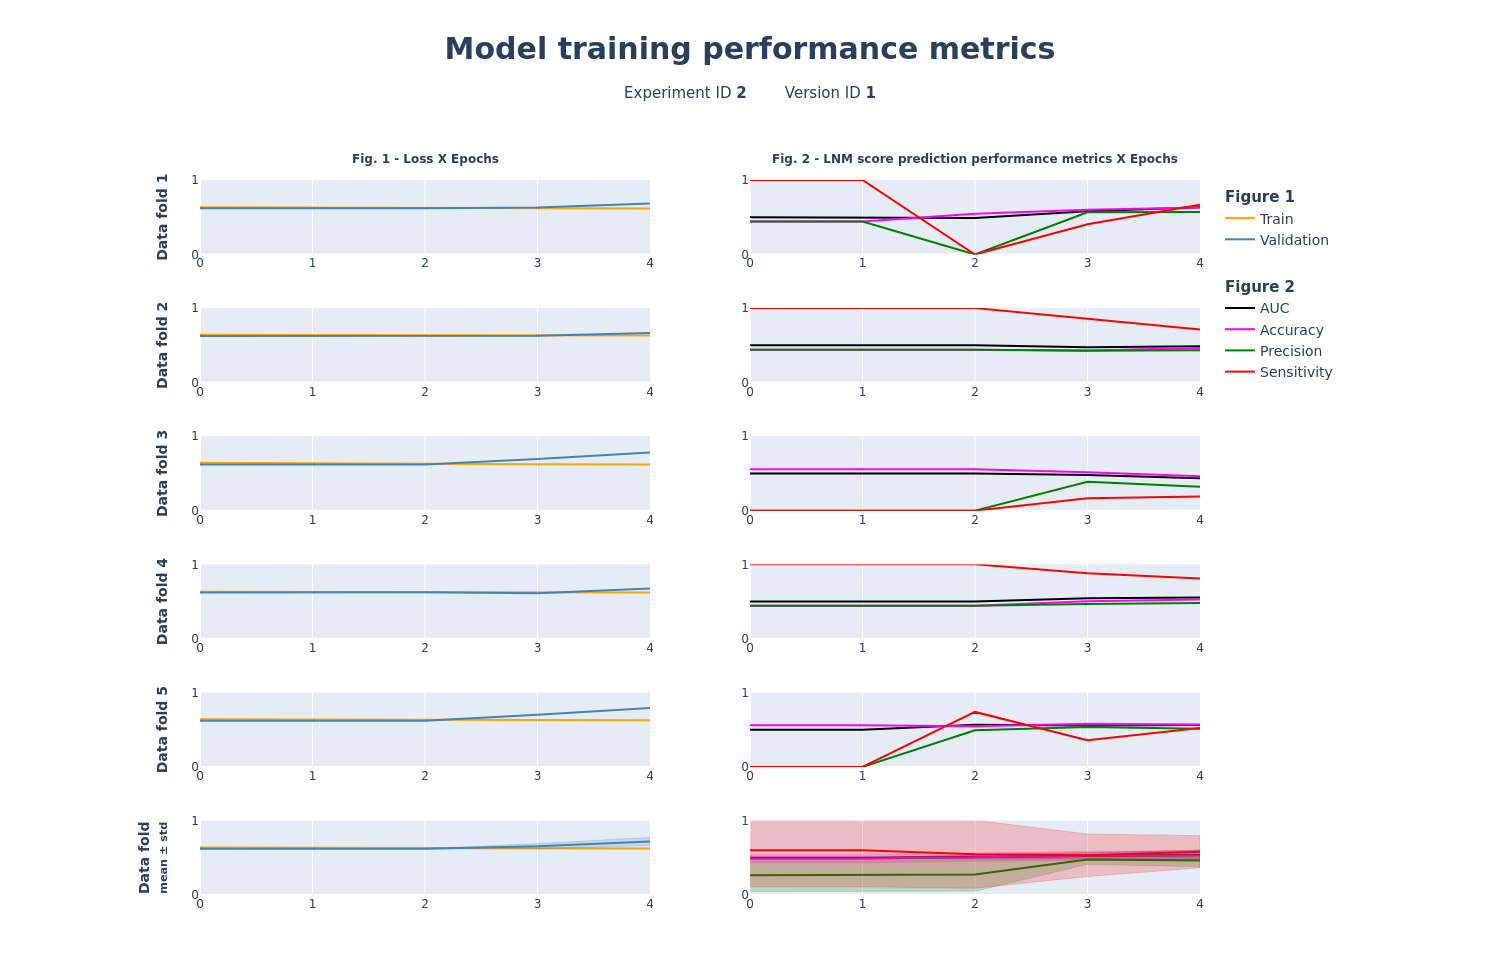 Model training performance metrics
Experiment ID 2 Version ID 1
Fig. 1 - Loss X Epochs
Fig. 2 - LNM score prediction performance metrics X Epochs
Data fold 1
1
0
0 1 2 3 4
1
0
0 1 2 3 4
Figure 1
Train
Validation
Figure 2
AUC
Accuracy
Precision
Sensitivity
Data fold 2
1
0
0 1 2 3 4
1
0
0 1 2 3 4
Data fold 3
1
0
0 1 2 3 4
1
0
0 1 2 3 4
Data fold 4
1
0
0 1 2 3 4
1
0
0 1 2 3 4
Data fold 5
1
0
0 1 2 3 4
1
0
0 1 2 3 4
Data fold
mean ± std
1
0
0 1 2 3 4
1
0
0 1 2 3 4